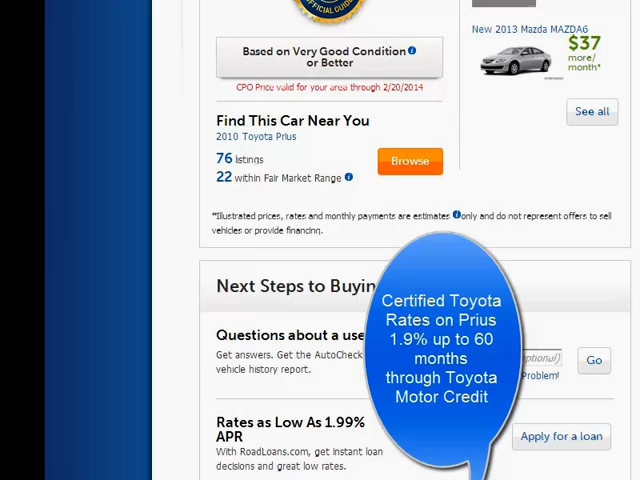 OFFICIAL GUIDE
Based on Very Good Condition
or Better
CPO Price valid for your area through 2/20/2014
Find This Car Near You
2010 Toyota Prius
76 listings
22 within Fair Market Range
Browse
New 2013 Mazda MAZDA6
$37
more/
month*
See all
*Illustrated prices, rates and monthly payments are estimates only and do not represent offers to sell
vehicles or provide financing.
Next Steps to Buyin
Questions about a use
Get answers. Get the AutoCheck
vehicle history report.
optional)
Go
Problem!
Rates as Low As 1.99%
APR
With RoadLoans.com, get instant loan
decisions and great low rates.
Apply for a loan
Certified Toyota
Rates on Prius
1.9% up to 60
months
through Toyota
Motor Credit